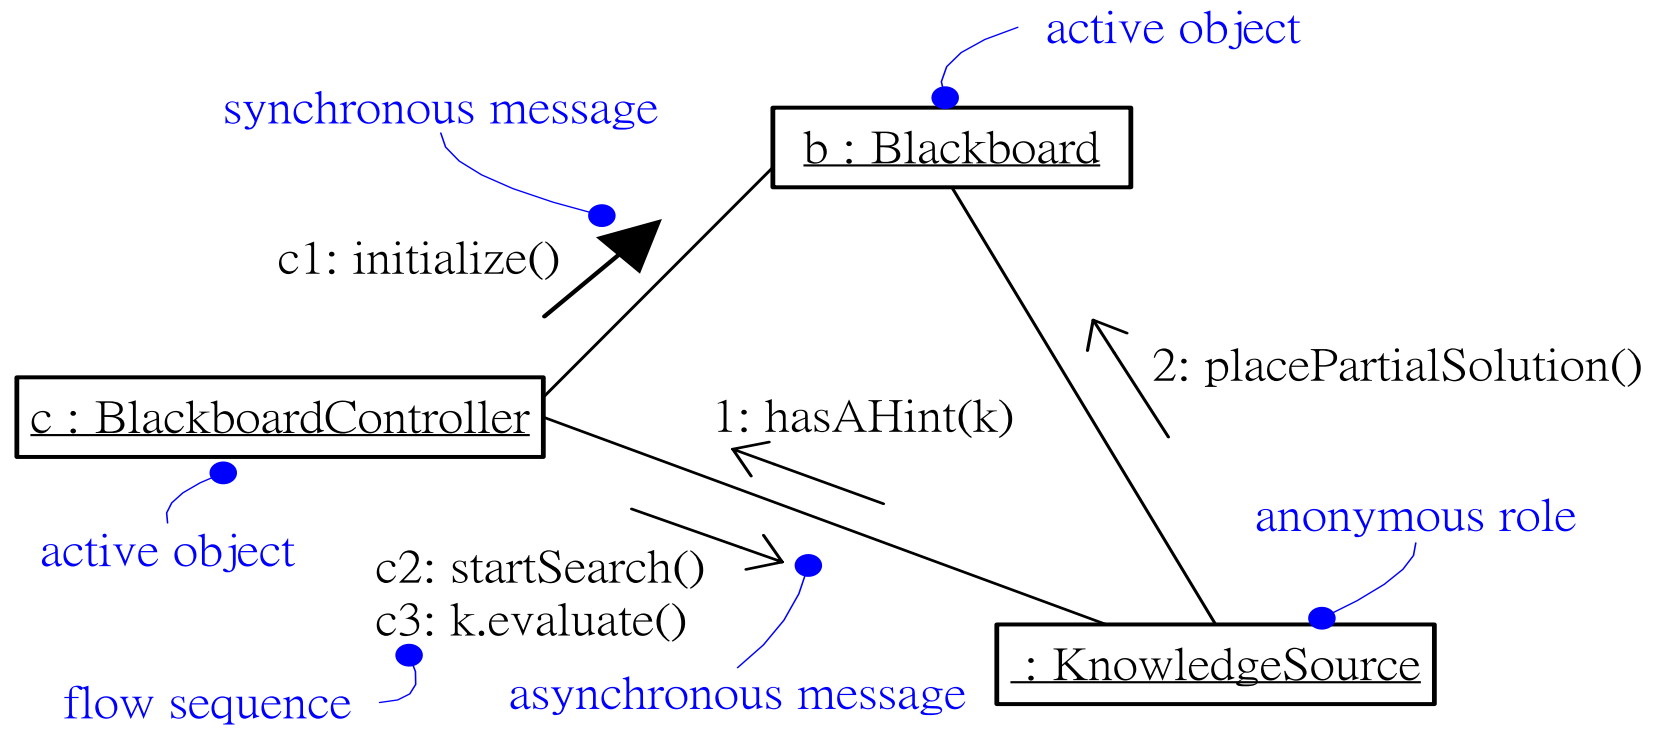 active object
synchronous message
b : Blackboard
c1: initialize()
2: placePartialSolution()
c : BlackboardController
1: hasAHint(k)
anonymous role
active object
c2: startSearch()
c3: k.evaluate()
: KnowledgeSource
flow sequence
asynchronous message